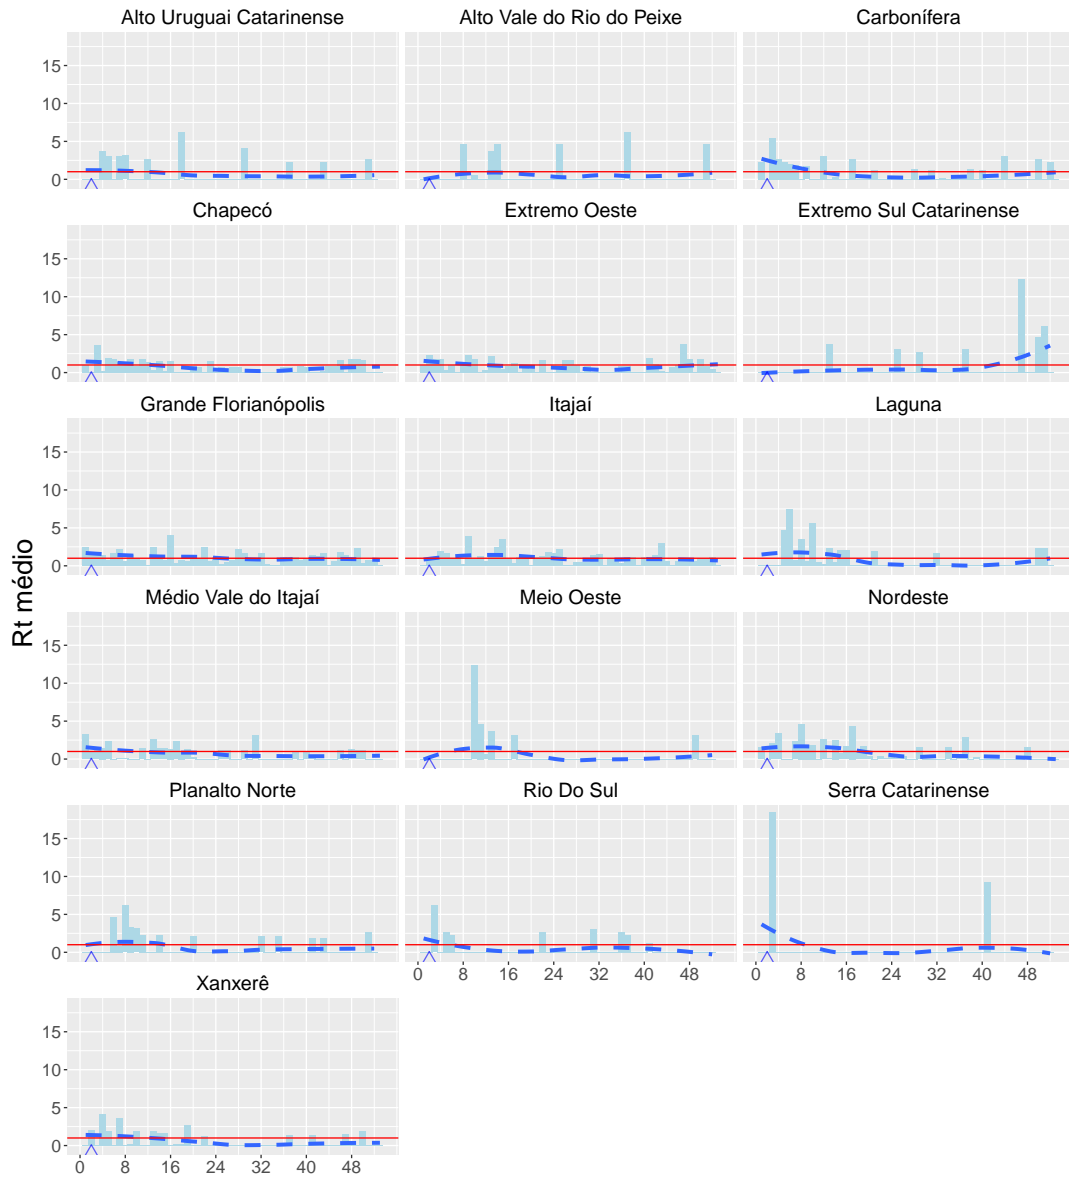 Alto Uruguai Catarinense Alto Vale do Rio do Peixe Carbonífera
15
10
5
0
Chapecó Extremo Oeste Extremo Sul Catarinense
15
10
5
0
Grande Florianópolis Itajaí Laguna
15
10
5
0
Rt médio
Médio Vale do Itajaí Meio Oeste Nordeste
15
10
5
0
Planalto Norte Rio Do Sul Serra Catarinense
15
10
5
0
0 8 16 24 32 40 48 0 8 16 24 32 40 48
Xanxerê
15
10
5
0
0 8 16 24 32 40 48